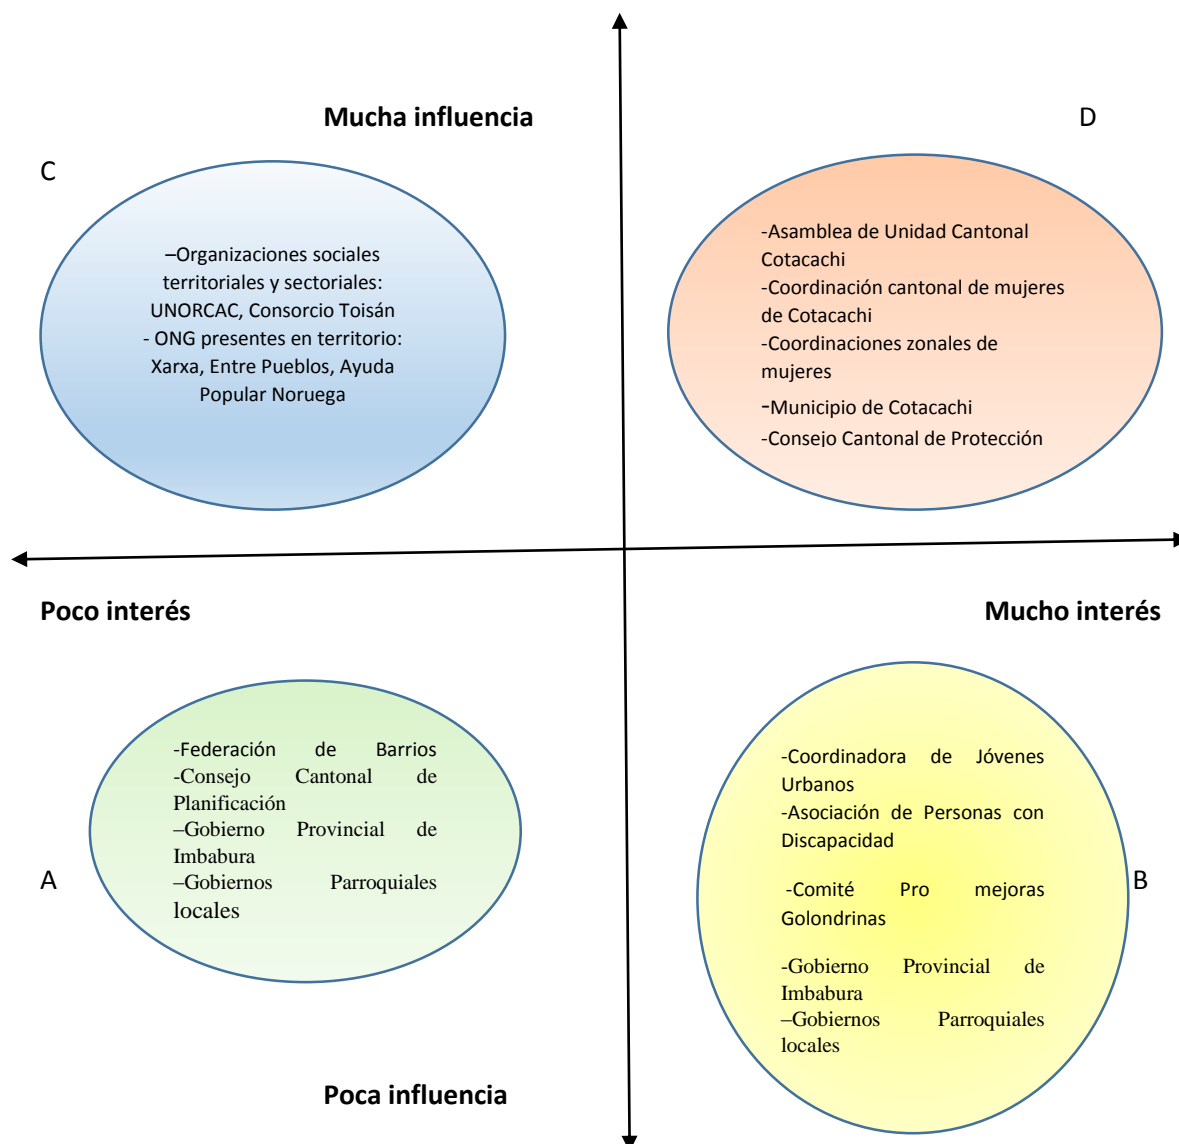 Mucha influencia
D
C
–Organizaciones sociales
territoriales y sectoriales:
UNORCAC, Consorcio Toisán
- ONG presentes en territorio:
Xarxa, Entre Pueblos, Ayuda
Popular Noruega
-Asamblea de Unidad Cantonal
Cotacachi
-Coordinación cantonal de mujeres
de Cotacachi
-Coordinaciones zonales de
mujeres
-Municipio de Cotacachi
-Consejo Cantonal de Protección
Poco interés
Mucho interés
-Federación de Barrios
-Consejo Cantonal de
Planificación
–Gobierno Provincial de
Imbabura
–Gobiernos Parroquiales
locales
A
-Coordinadora de Jóvenes
Urbanos
-Asociación de Personas con
Discapacidad
-Comité Pro mejoras
Golondrinas
-Gobierno Provincial de
Imbabura
–Gobiernos Parroquiales
locales
B
Poca influencia